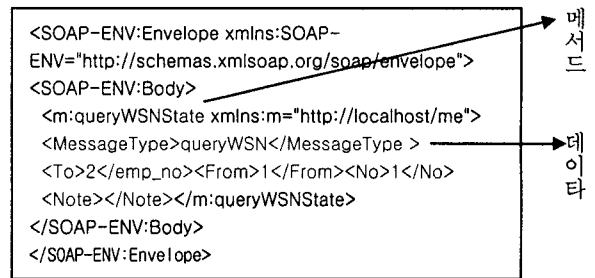 <SOAP-ENV:Envelope xmlns:SOAP-
ENV="http://schemas.xmlsoap.org/soap/envelope">
<SOAP-ENV:Body>
<m:queryWSNState xmlns:m="http://localhost/me">
<MessageType>queryWSN</MessageType >
<To>2</emp_no><From>1</From><No>1</No>
<Note></Note></m:queryWSNState>
</SOAP-ENV:Body>
</SOAP-ENV:Envelope>
메서드
데이타